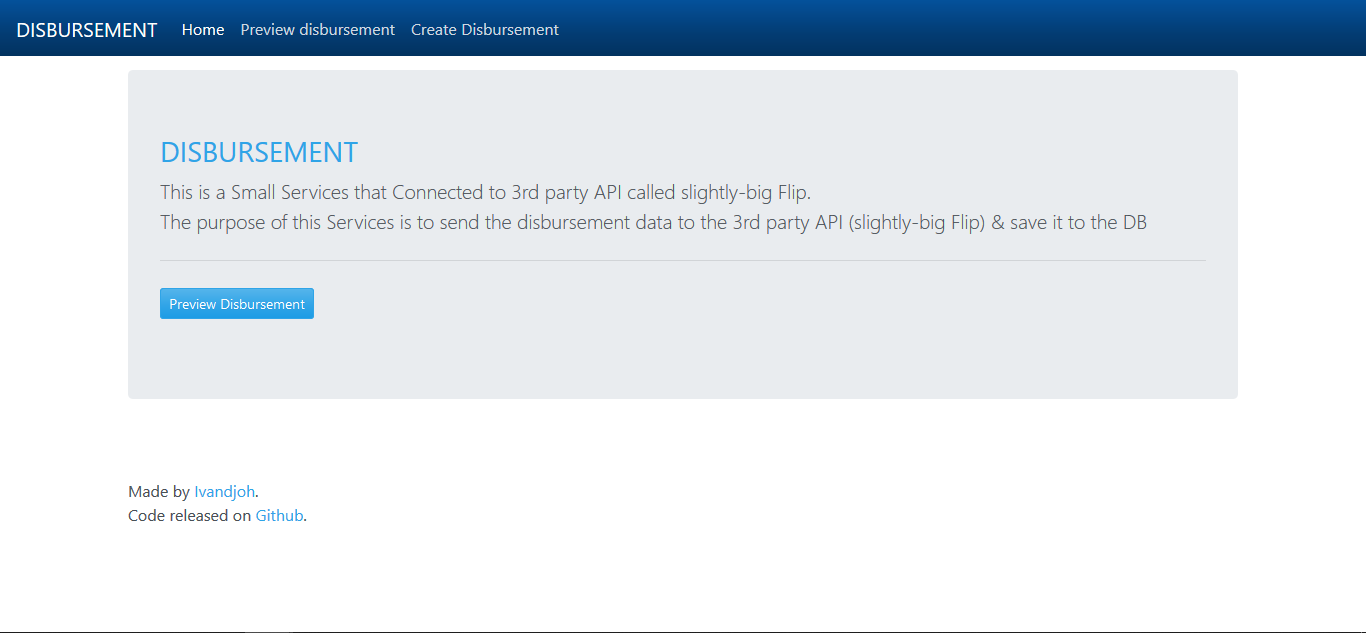 DISBURSEMENT Home Preview disbursement Create Disbursement
DISBURSEMENT
This is a Small Services that Connected to 3rd party API called slightly-big Flip.
The purpose of this Services is to send the disbursement data to the 3rd party API (slightly-big Flip) & save it to the DB
Preview Disbursement
Made by Ivandjoh.
Code released on Github.